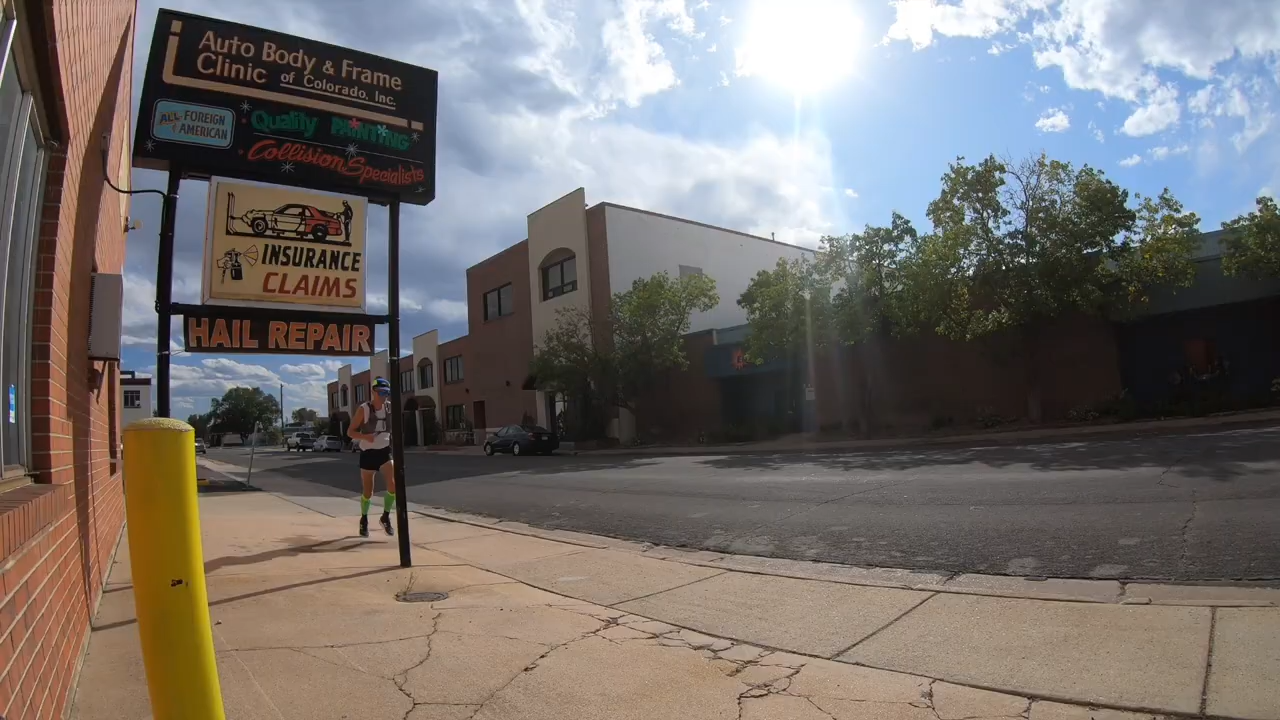 Auto Body & Frame
Clinic of Colorado, Inc.
ALL FOREIGN
& AMERICAN
Quality PAINTING
Collision Specialists
INSURANCE
CLAIMS
HAIL REPAIR